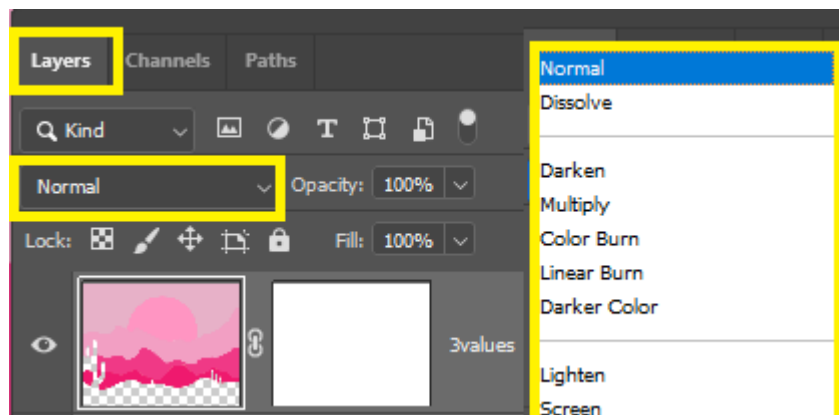 Layers Channels Paths
Kind
Normal Opacity: 100%
Lock: Fill: 100%
3values
Normal
Dissolve
Darken
Multiply
Color Burn
Linear Burn
Darker Color
Lighten
Screen